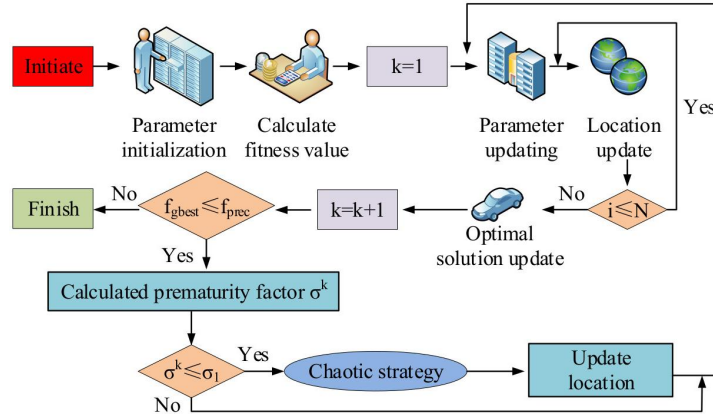 Initiate
Parameter
initialization
Calculate
fitness value
k=1
Parameter
updating
Location
update
Yes
i≤N
No
Optimal
solution update
k=k+1
f_gbest≤f_prec
No
Finish
Yes
Calculated prematurity factor σ^k
σ^k≤σ_1
Yes
Chaotic strategy
Update
location
No